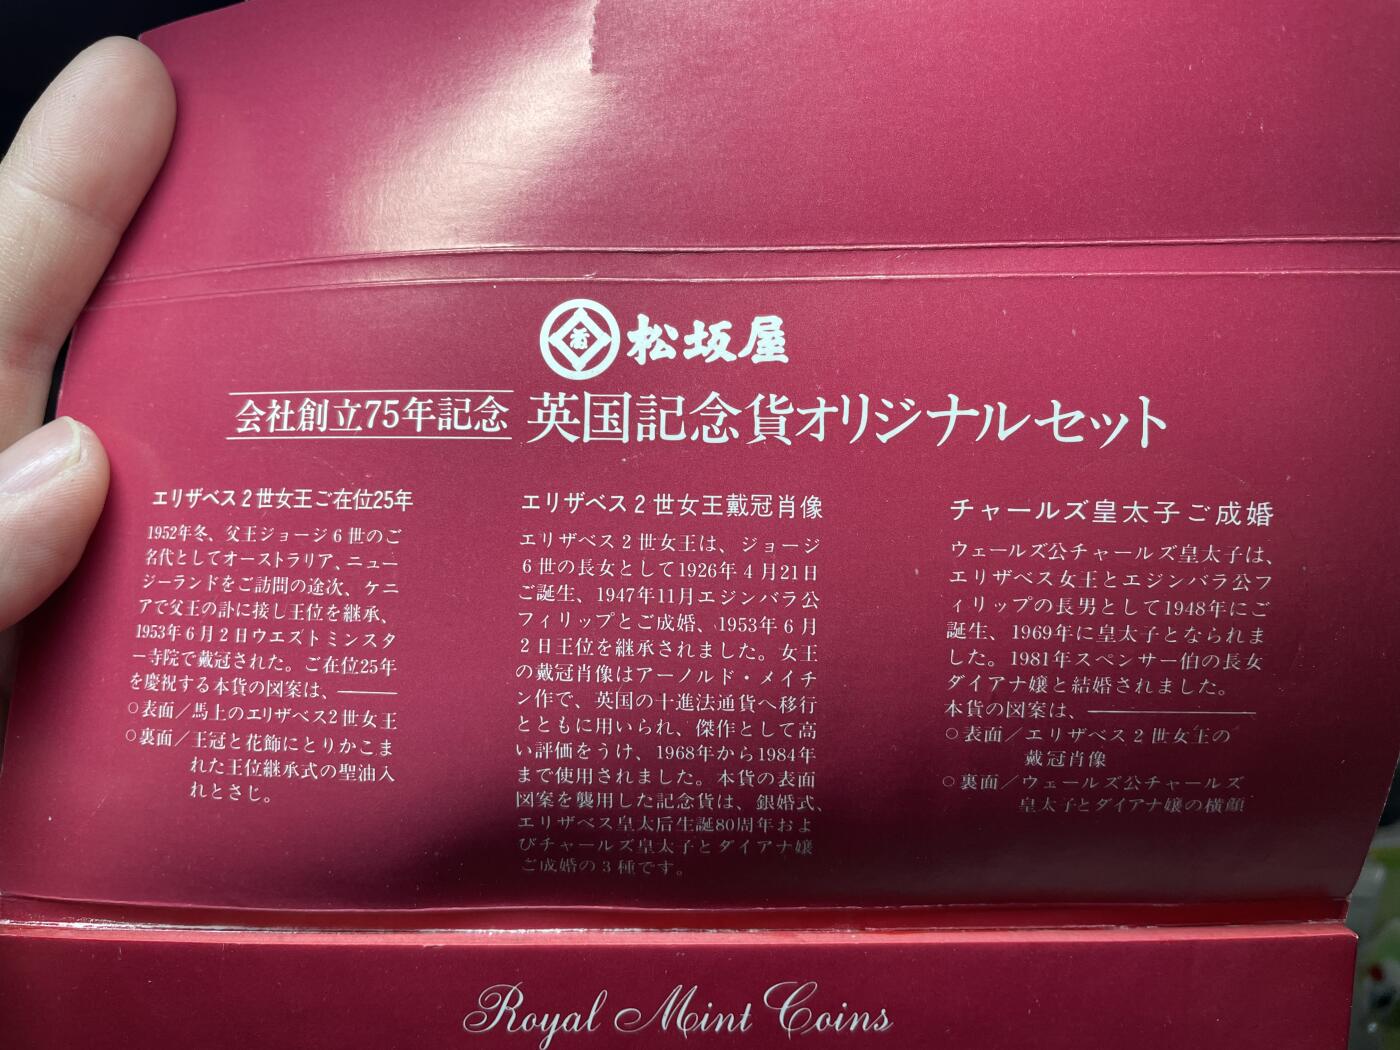 松坂屋
会社創立75年記念 英国記念貨オリジナルセット
エリザベス2世女王ご在位25年
1952年冬、父王ジョージ6世のご
名代としてオーストラリア、ニュー
ジーランドをご訪問の途次、ケニ
アで父王の訃に接し王位を継承、
1953年6月2日ウエストミンスタ
ー寺院で戴冠された。ご在位25年
を慶祝する本貨の図案は、――
○表面/馬上のエリザベス2世女王
○裏面/王冠と花飾にとりかこま
れた王位継承式の聖油入
れとさじ。
エリザベス2世女王戴冠肖像
エリザベス2世女王は、ジョージ
6世の長女として1926年4月21日
ご誕生、1947年11月エジンバラ公
フィリップとご成婚、1953年6月
2日王位を継承されました。女王
の戴冠肖像はアーノルド・メイチ
ン作で、英国の十進法通貨へ移行
とともに用いられ、傑作として高
い評価をうけ、1968年から1984年
まで使用されました。本貨の表面
図案を襲用した記念貨は、銀婚式、
エリザベス皇太后生誕80周年およ
びチャールズ皇太子とダイアナ嬢
ご成婚の3種です。
チャールズ皇太子ご成婚
ウェールズ公チャールズ皇太子は、
エリザベス女王とエジンバラ公フ
ィリップの長男として1948年にご
誕生、1969年に皇太子となられま
した。1981年スペンサー伯の長女
ダイアナ嬢と結婚されました。
本貨の図案は、――――
○表面/エリザベス2世女王の
戴冠肖像
○裏面/ウェールズ公チャールズ
皇太子とダイアナ嬢の横顔
Royal Mint Coins